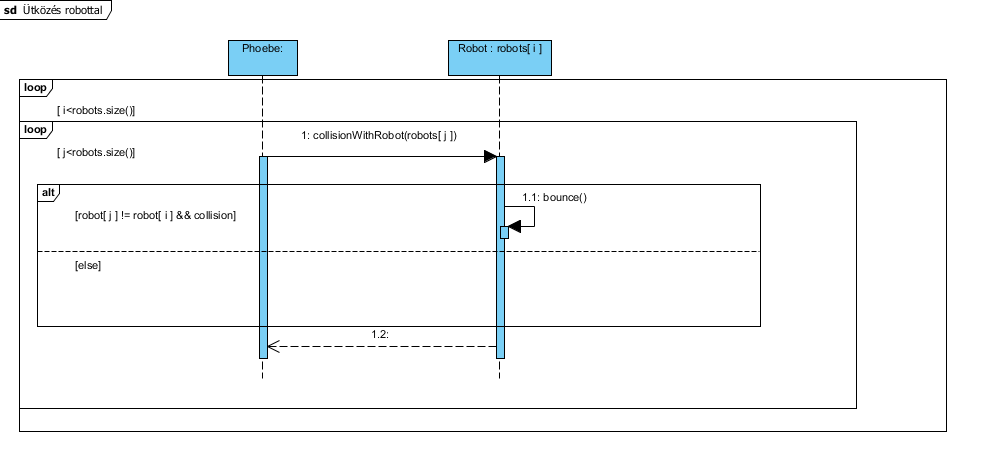 sd Ütközés robottal
Phoebe:
Robot : robots[ i ]
loop
[ i<robots.size()]
loop
1: collisionWithRobot(robots[ j ])
[ j<robots.size()]
alt
1.1: bounce()
[robot[ j ] != robot[ i ] && collision]
[else]
1.2: